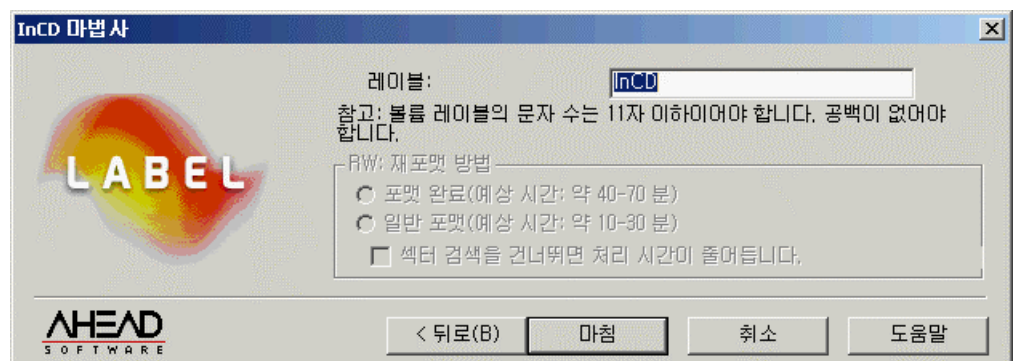 InCD 마법사
레이블:
InCD
참고: 볼륨 레이블의 문자 수는 11자 이하이어야 합니다. 공백이 없어야
합니다.
LABEL
RW: 재포맷 방법
포맷 완료(예상 시간: 약 40-70 분)
일반 포맷(예상 시간: 약 10-30 분)
섹터 검색을 건너뛰면 처리 시간이 줄어듭니다.
AHEAD
SOFTWARE
< 뒤로(B)
마침
취소
도움말